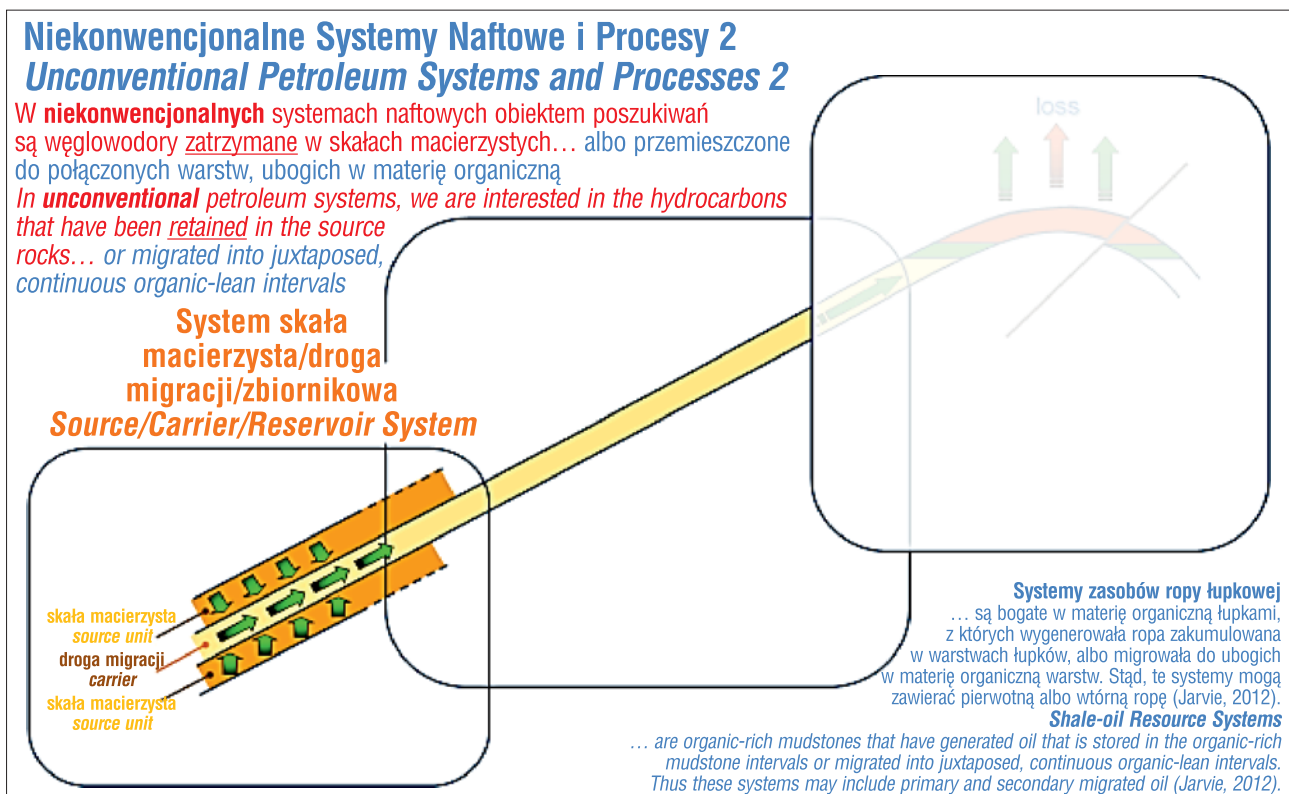 Niekonwencjonalne Systemy Naftowe i Procesy 2
Unconventional Petroleum Systems and Processes 2
W niekonwencjonalnych systemach naftowych obiektem poszukiwań
są węglowodory zatrzymane w skałach macierzystych… albo przemieszczone
do połączonych warstw, ubogich w materię organiczną
In unconventional petroleum systems, we are interested in the hydrocarbons
that have been retained in the source
rocks… or migrated into juxtaposed,
continuous organic-lean intervals
loss
System skała
macierzysta/droga
migracji/zbiornikowa
Source/Carrier/Reservoir System
skała macierzysta
source unit
droga migracji
carrier
skała macierzysta
source unit
Systemy zasobów ropy łupkowej
… są bogate w materię organiczną łupkami,
z których wygenerowała ropa zakumulowana
w warstwach łupków, albo migrowała do ubogich
w materię organiczną warstw. Stąd, te systemy mogą
zawierać pierwotną albo wtórną ropę (Jarvie, 2012).
Shale-oil Resource Systems
… are organic-rich mudstones that have generated oil that is stored in the organic-rich
mudstone intervals or migrated into juxtaposed, continuous organic-lean intervals.
Thus these systems may include primary and secondary migrated oil (Jarvie, 2012).